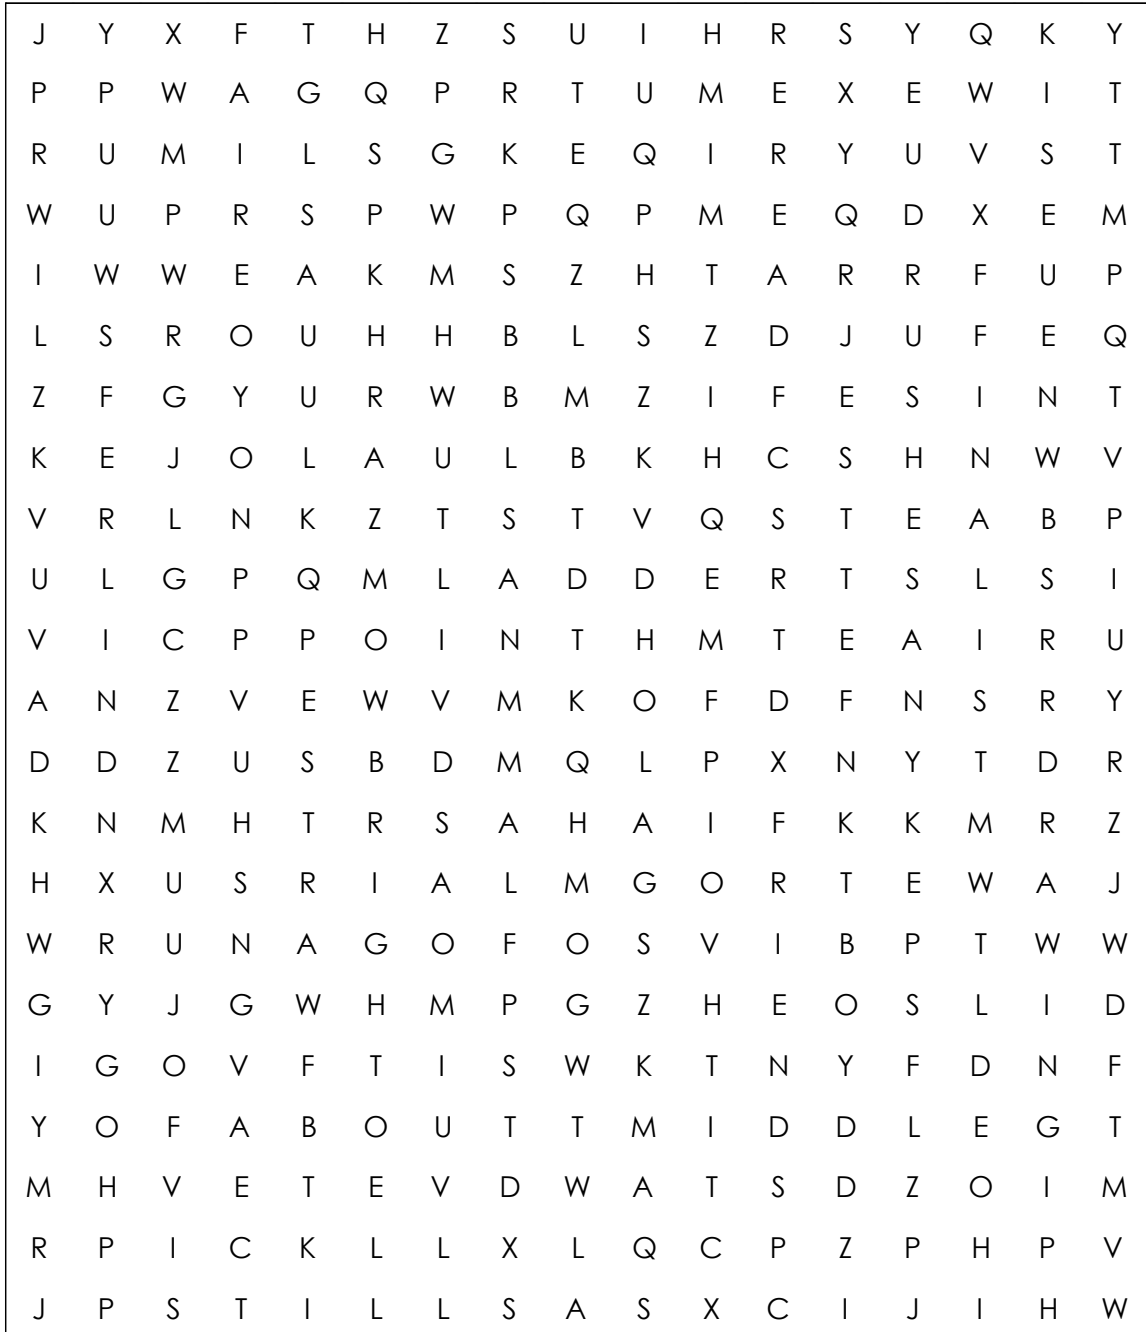 J Y X F T H Z S U I H R S Y Q K Y
P P W A G Q P R T U M E X E W I T
R U M I L S G K E Q I R Y U V S T
W U P R S P W P Q P M E Q D X E M
I W W E A K M S Z H T A R R F U P
L S R O U H H B L S Z D J U F E Q
Z F G Y U R W B M Z I F E S I N T
K E J O L A U L B K H C S H N W V
V R L N K Z T S T V Q S T E A B P
U L G P Q M L A D D E R T S L S I
V I C P P O I N T H M T E A I R U
A N Z V E W V M K O F D F N S R Y
D D Z U S B D M Q L P X N Y T D R
K N M H T R S A H A I F K K M R Z
H X U S R I A L M G O R T E W A J
W R U N A G O F O S V I B P T W W
G Y J G W H M P G Z H E O S L I D
I G O V F T I S W K T N Y F D N F
Y O F A B O U T T M I D D L E G T
M H V E T E V D W A T S D Z O I M
R P I C K L L X L Q C P Z P H P V
J P S T I L L S A S X C I J I H W